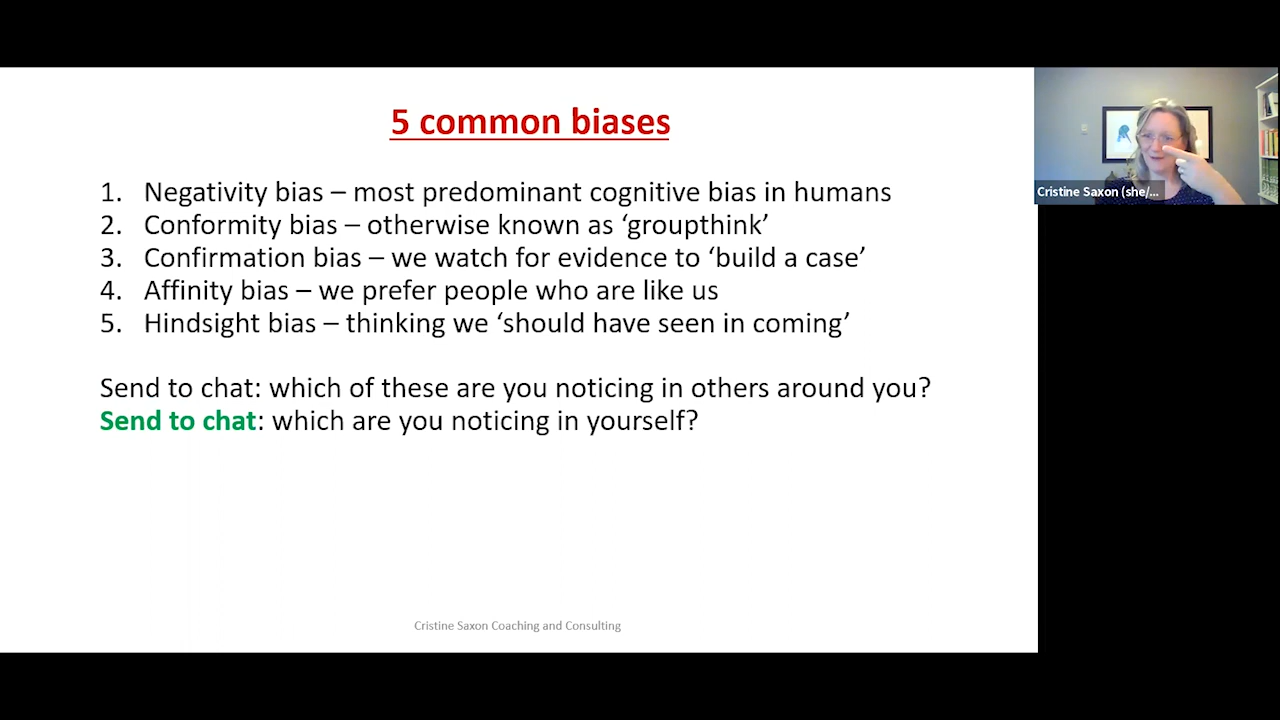 5 common biases
1. Negativity bias – most predominant cognitive bias in humans
2. Conformity bias – otherwise known as ‘groupthink’
3. Confirmation bias – we watch for evidence to ‘build a case’
4. Affinity bias – we prefer people who are like us
5. Hindsight bias – thinking we ‘should have seen in coming’
Send to chat: which of these are you noticing in others around you?
Send to chat: which are you noticing in yourself?
Cristine Saxon Coaching and Consulting
Cristine Saxon (she/...